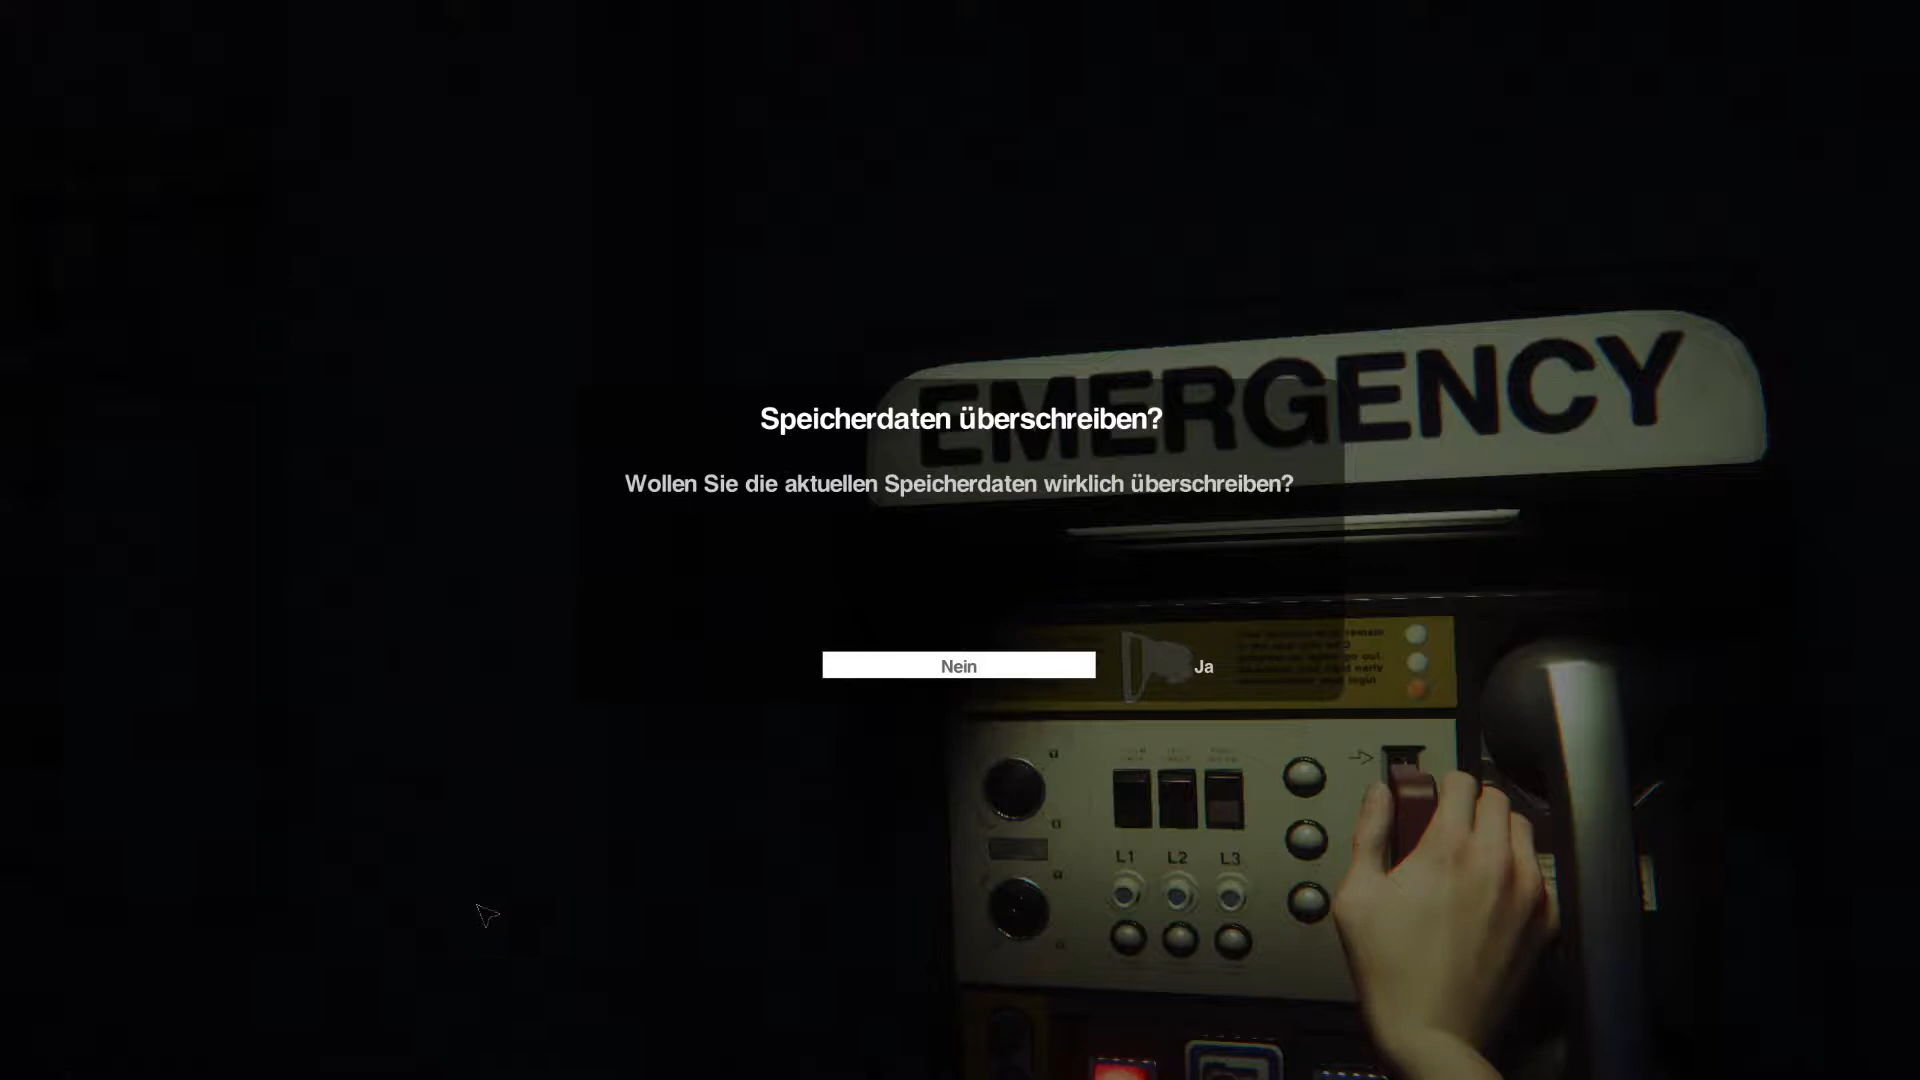 EMERGENCY
Speicherdaten überschreiben?
Wollen Sie die aktuellen Speicherdaten wirklich überschreiben?
Nein
Ja
L1
L2
L3